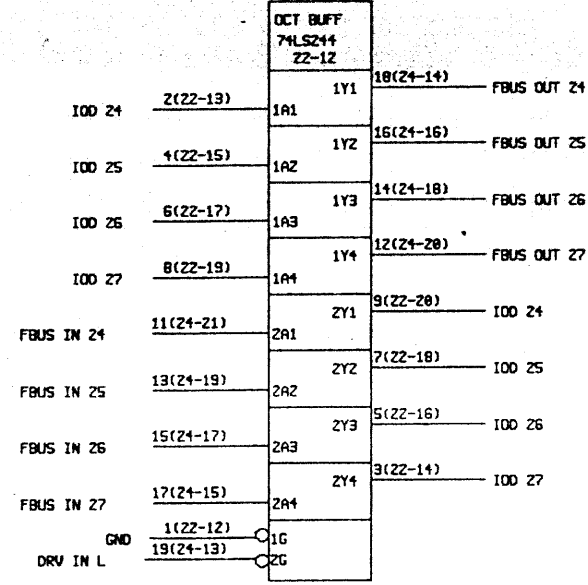 OCT BUFF
74LS244
22-12
1Y1 18(24-14) FBUS OUT 24
IOD 24 2(22-13) 1A1
1Y2 16(24-16) FBUS OUT 25
IOD 25 4(22-15) 1A2
1Y3 14(24-18) FBUS OUT 26
IOD 26 6(22-17) 1A3
1Y4 12(24-20) FBUS OUT 27
IOD 27 8(22-19) 1A4
2Y1 9(22-20) IOD 24
FBUS IN 24 11(24-21) 2A1
2Y2 7(22-18) IOD 25
FBUS IN 25 13(24-19) 2A2
2Y3 5(22-16) IOD 26
FBUS IN 26 15(24-17) 2A3
2Y4 3(22-14) IOD 27
FBUS IN 27 17(24-15) 2A4
GND 1(22-12) 1G
DRV IN L 19(24-13) 2G